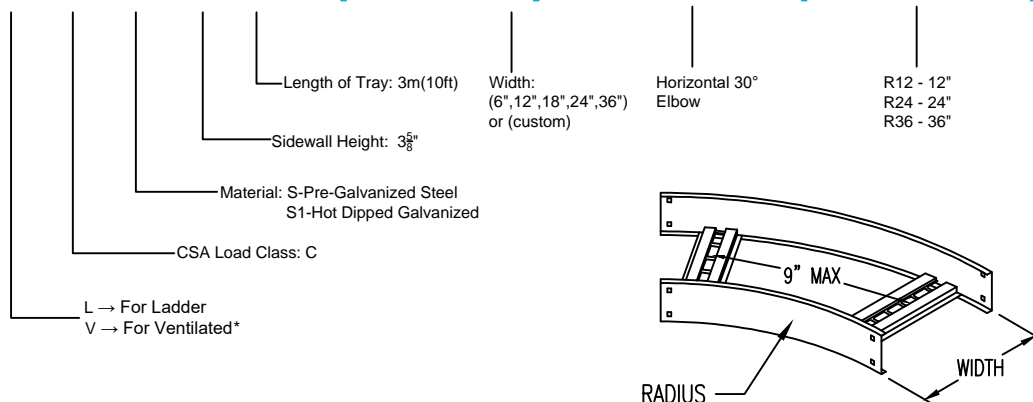 Length of Tray: 3m(10ft)
Width:
(6",12",18",24",36")
or (custom)
Horizontal 30°
Elbow
R12 - 12"
R24 - 24"
R36 - 36"
Sidewall Height: 3⅝"
Material: S-Pre-Galvanized Steel
S1-Hot Dipped Galvanized
CSA Load Class: C
L → For Ladder
V → For Ventilated*
9" MAX
WIDTH
RADIUS